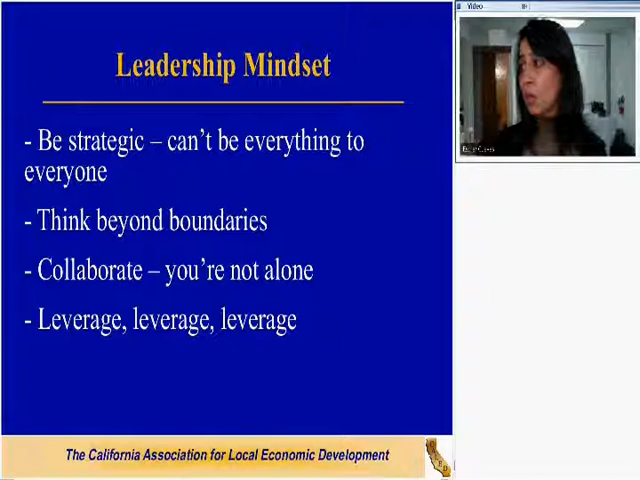 Video
Leadership Mindset
- Be strategic – can't be everything to
everyone
- Think beyond boundaries
- Collaborate – you're not alone
- Leverage, leverage, leverage
The California Association for Local Economic Development